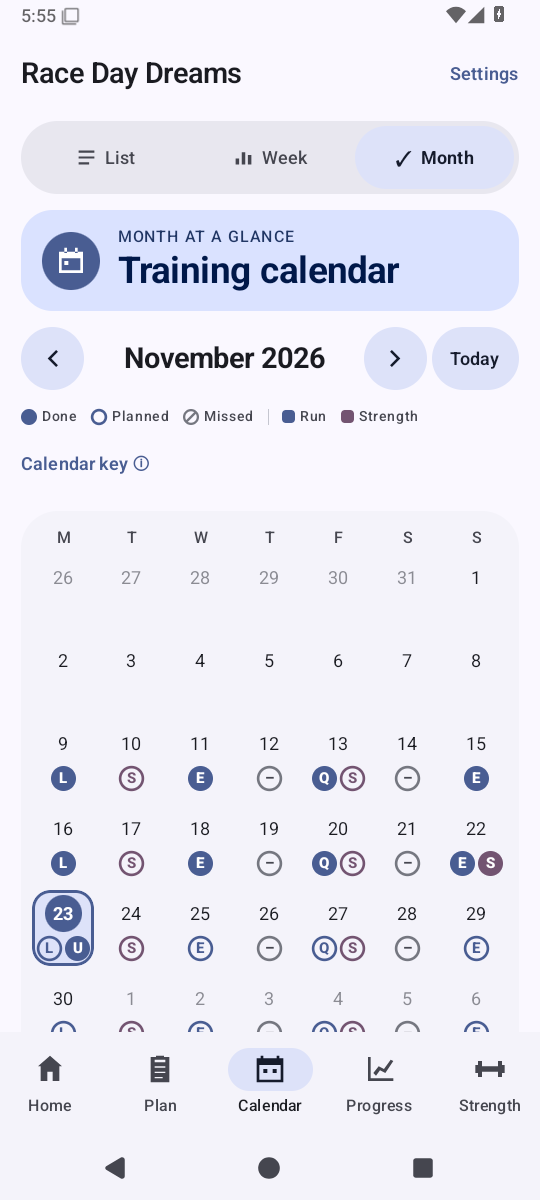 5:55
Race Day Dreams Settings
List Week Month
MONTH AT A GLANCE
Training calendar
November 2026 Today
Done Planned Missed Run Strength
Calendar key
M T W T F S S
26 27 28 29 30 31 1
2 3 4 5 6 7 8
9 10 11 12 13 14 15
L S E – Q S – E
16 17 18 19 20 21 22
L S E – Q S – E S
23 24 25 26 27 28 29
L U S E – Q S – E
30 1 2 3 4 5 6
L S E – Q S – E
Home Plan Calendar Progress Strength